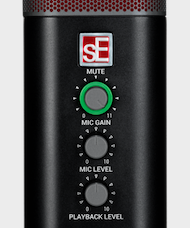 sE
MUTE
0 11
MIC GAIN
0 10
MIC LEVEL
0 10
PLAYBACK LEVEL